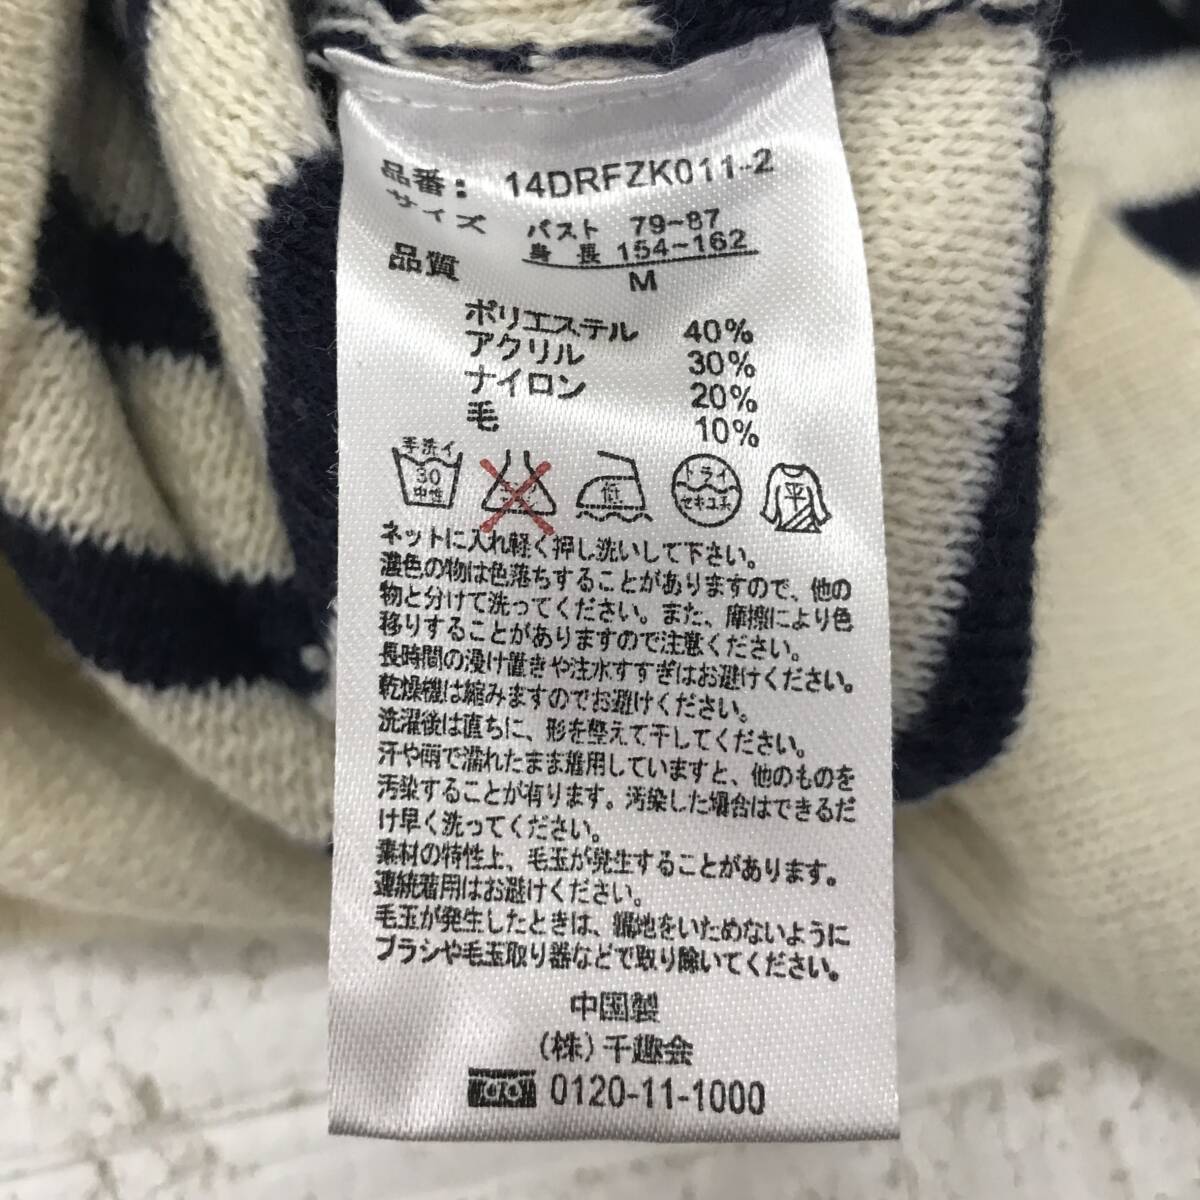 品番: 14DRFZK011-2
サイズ バスト 79~87
身長 154~162
M
品質
ポリエステル 40%
アクリル 30%
ナイロン 20%
毛 10%
手洗イ
30
中性
低
ドライ
セキユ系
平
ネットに入れ軽く押し洗いして下さい。
濃色の物は色落ちすることがありますので、他の
物と分けて洗ってください。また、摩擦により色
移りすることがありますので注意ください。
長時間の浸け置きや注水すすぎはお避けください。
乾燥機は縮みますのでお避けください。
洗濯後は直ちに、形を整えて干してください。
汗や雨で濡れたまま着用していますと、他のものを
汚染することが有ります。汚染した場合はできるだ
け早く洗ってください。
素材の特性上、毛玉が発生することがあります。
連続着用はお避けください。
毛玉が発生したときは、編地をいためないように
ブラシや毛玉取り器などで取り除いてください。
中国製
(株)千趣会
0120-11-1000